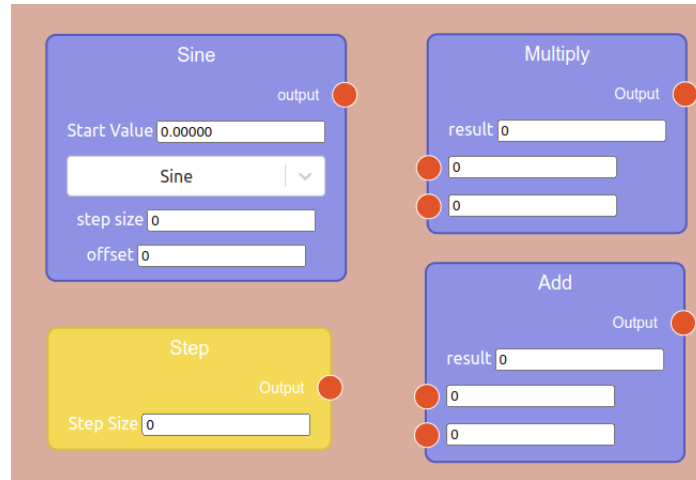 Sine
output
Start Value 0.00000
Sine
step size 0
offset 0
Multiply
Output
result 0
0
0
Step
Output
Step Size 0
Add
Output
result 0
0
0